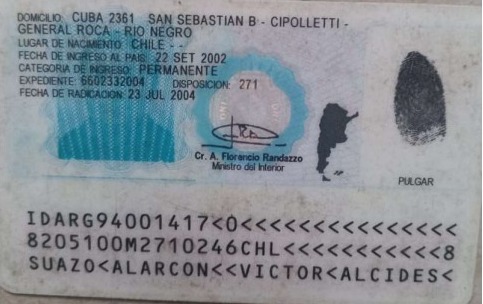 DOMICILIO: CUBA 2361 SAN SEBASTIAN B - CIPOLLETTI -
GENERAL ROCA - RIO NEGRO
LUGAR DE NACIMIENTO: CHILE - -
FECHA DE INGRESO AL PAIS: 22 SET 2002
CATEGORIA DE INGRESO: PERMANENTE
EXPEDIENTE: 6602332004 DISPOSICION: 271
FECHA DE RADICACION: 23 JUL 2004
Cr. A. Florencio Randazzo
Ministro del Interior
PULGAR
IDARG94001417<0<<<<<<<<<<<<<<<
8205100M2710246CHL<<<<<<<<<<<8
SUAZO<ALARCON<<VICTOR<ALCIDES<